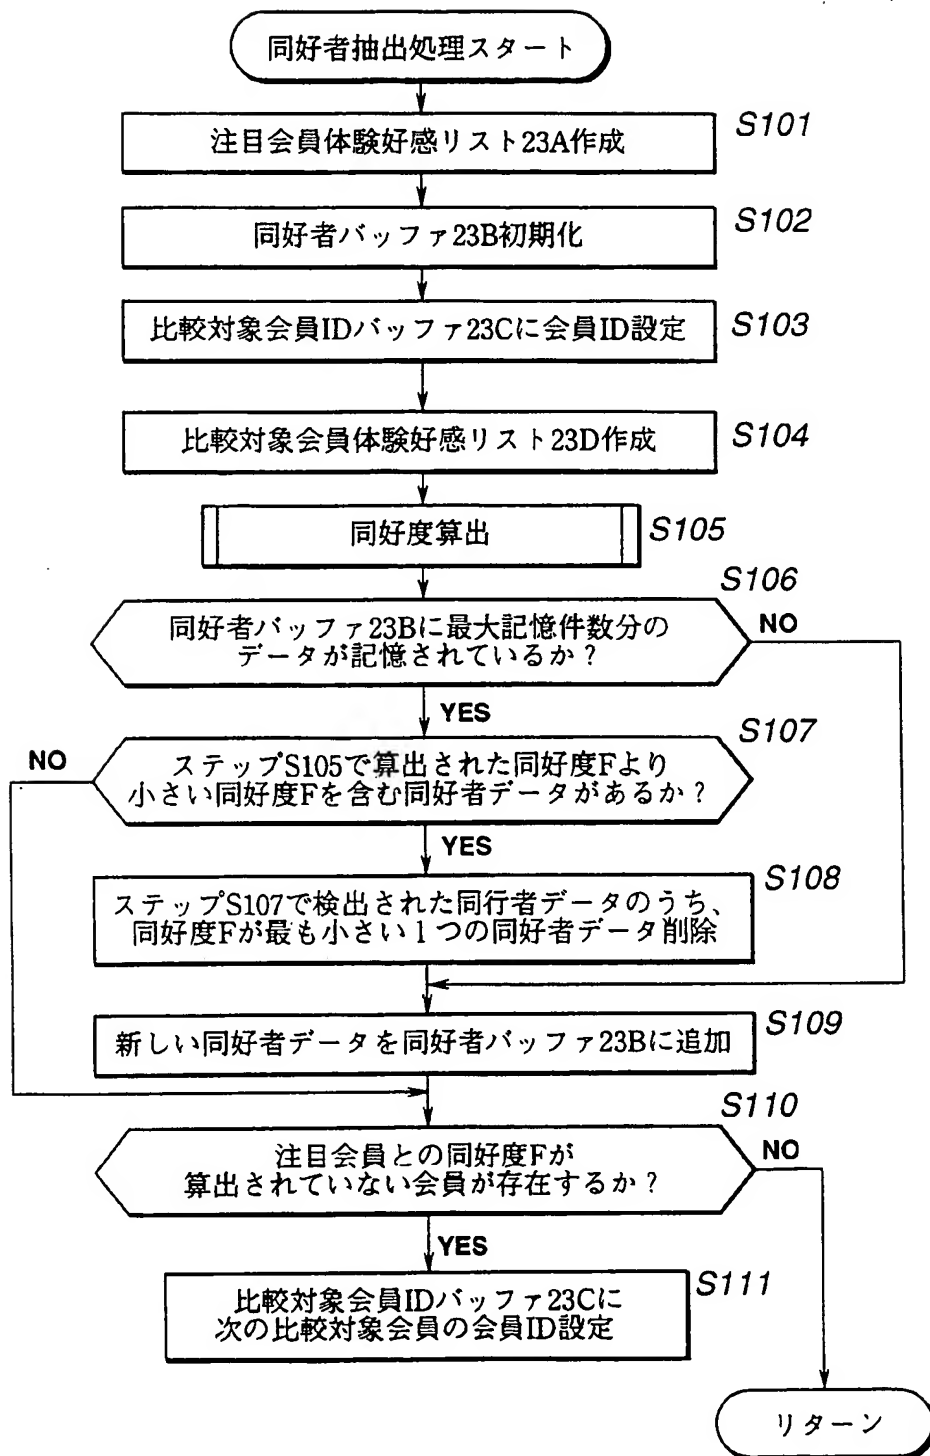 同好者抽出処理スタート
注目会員体験好感リスト23A作成
S101
同好者バッファ23B初期化
S102
比較対象会員IDバッファ23Cに会員ID設定
S103
比較対象会員体験好感リスト23D作成
S104
同好度算出
S105
S106
同好者バッファ23Bに最大記憶件数分の
データが記憶されているか?
NO
YES
S107
NO
ステップS105で算出された同好度Fより
小さい同好度Fを含む同好者データがあるか?
YES
S108
ステップS107で検出された同行者データのうち、
同好度Fが最も小さい1つの同好者データ削除
S109
新しい同好者データを同好者バッファ23Bに追加
S110
注目会員との同好度Fが
算出されていない会員が存在するか?
NO
YES
S111
比較対象会員IDバッファ23Cに
次の比較対象会員の会員ID設定
リターン